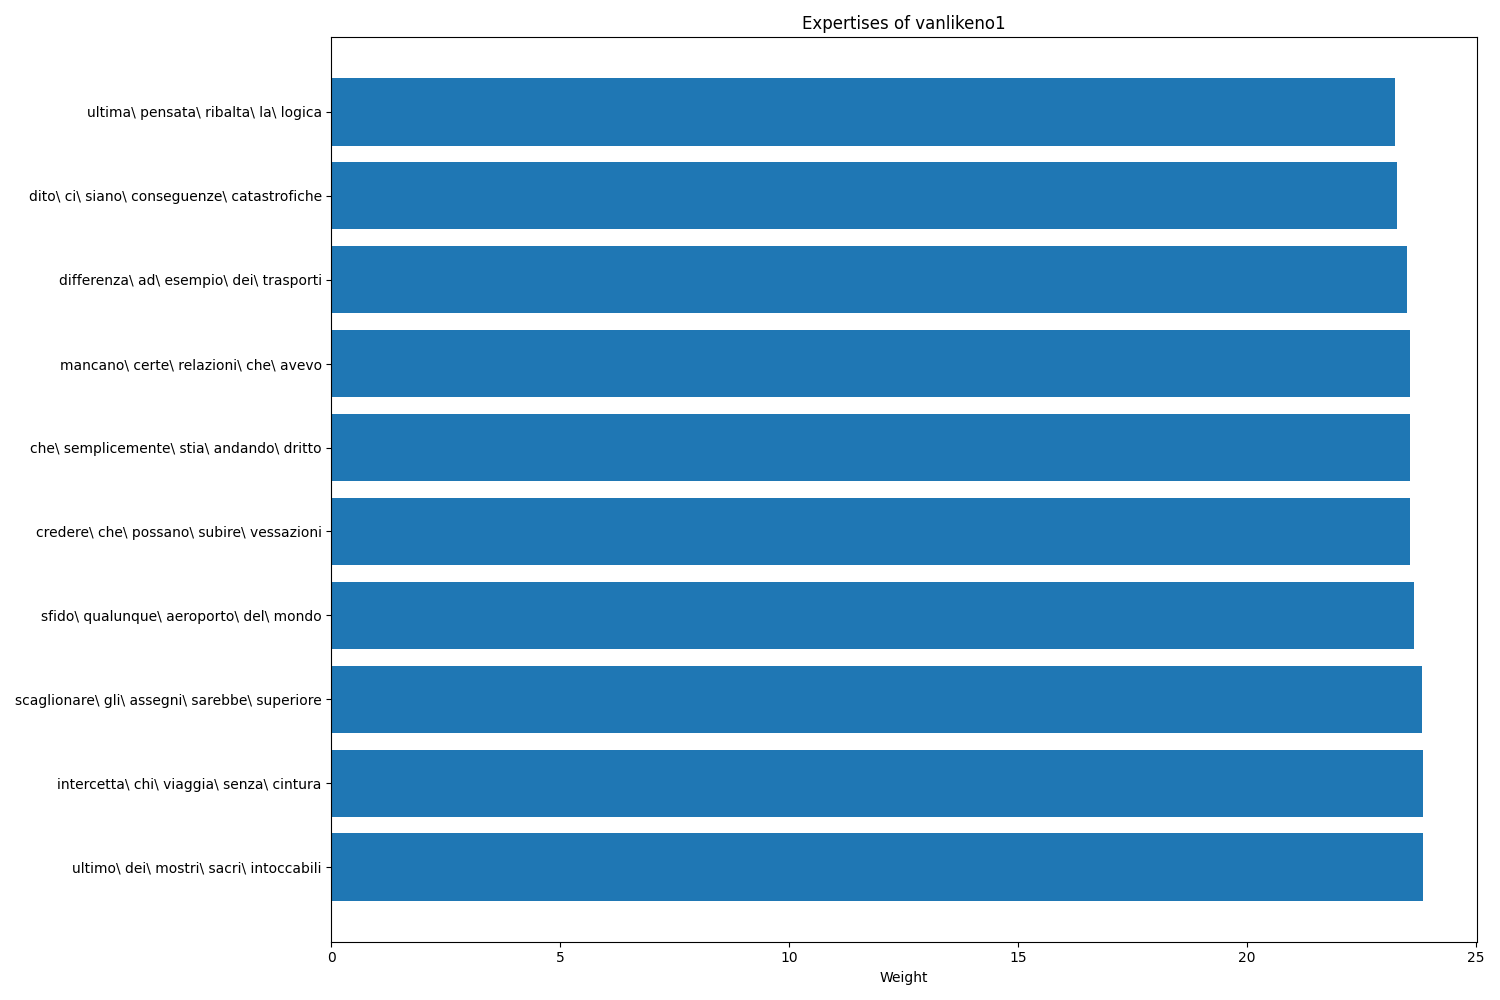 Expertises of vanlikeno1
ultima\ pensata\ ribalta\ la\ logica
dito\ ci\ siano\ conseguenze\ catastrofiche
differenza\ ad\ esempio\ dei\ trasporti
mancano\ certe\ relazioni\ che\ avevo
che\ semplicemente\ stia\ andando\ dritto
credere\ che\ possano\ subire\ vessazioni
sfido\ qualunque\ aeroporto\ del\ mondo
scaglionare\ gli\ assegni\ sarebbe\ superiore
intercetta\ chi\ viaggia\ senza\ cintura
ultimo\ dei\ mostri\ sacri\ intoccabili
0 5 10 15 20 25
Weight